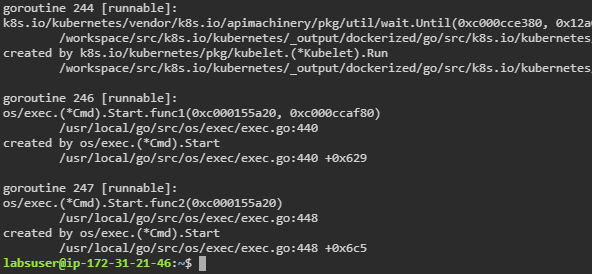 goroutine 244 [runnable]:
k8s.io/kubernetes/vendor/k8s.io/apimachinery/pkg/util/wait.Until(0xc000cce380, 0x12a0
/workspace/src/k8s.io/kubernetes/_output/dockerized/go/src/k8s.io/kubernetes
created by k8s.io/kubernetes/pkg/kubelet.(*Kubelet).Run
/workspace/src/k8s.io/kubernetes/_output/dockerized/go/src/k8s.io/kubernetes
goroutine 246 [runnable]:
os/exec.(*Cmd).Start.func1(0xc000155a20, 0xc000ccaf80)
/usr/local/go/src/os/exec/exec.go:440
created by os/exec.(*Cmd).Start
/usr/local/go/src/os/exec/exec.go:440 +0x629
goroutine 247 [runnable]:
os/exec.(*Cmd).Start.func2(0xc000155a20)
/usr/local/go/src/os/exec/exec.go:448
created by os/exec.(*Cmd).Start
/usr/local/go/src/os/exec/exec.go:448 +0x6c5
labsuser@ip-172-31-21-46:~$